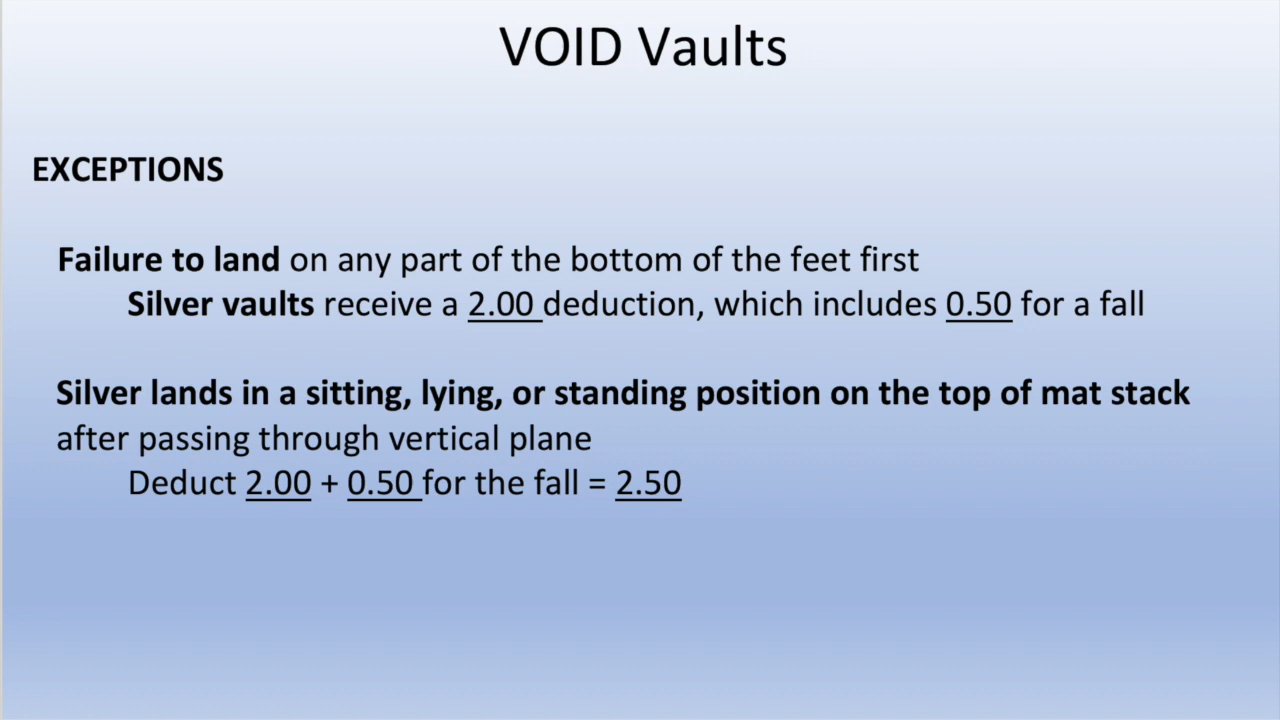 VOID Vaults
EXCEPTIONS
Failure to land on any part of the bottom of the feet first
Silver vaults receive a 2.00 deduction, which includes 0.50 for a fall
Silver lands in a sitting, lying, or standing position on the top of mat stack
after passing through vertical plane
Deduct 2.00 + 0.50 for the fall = 2.50